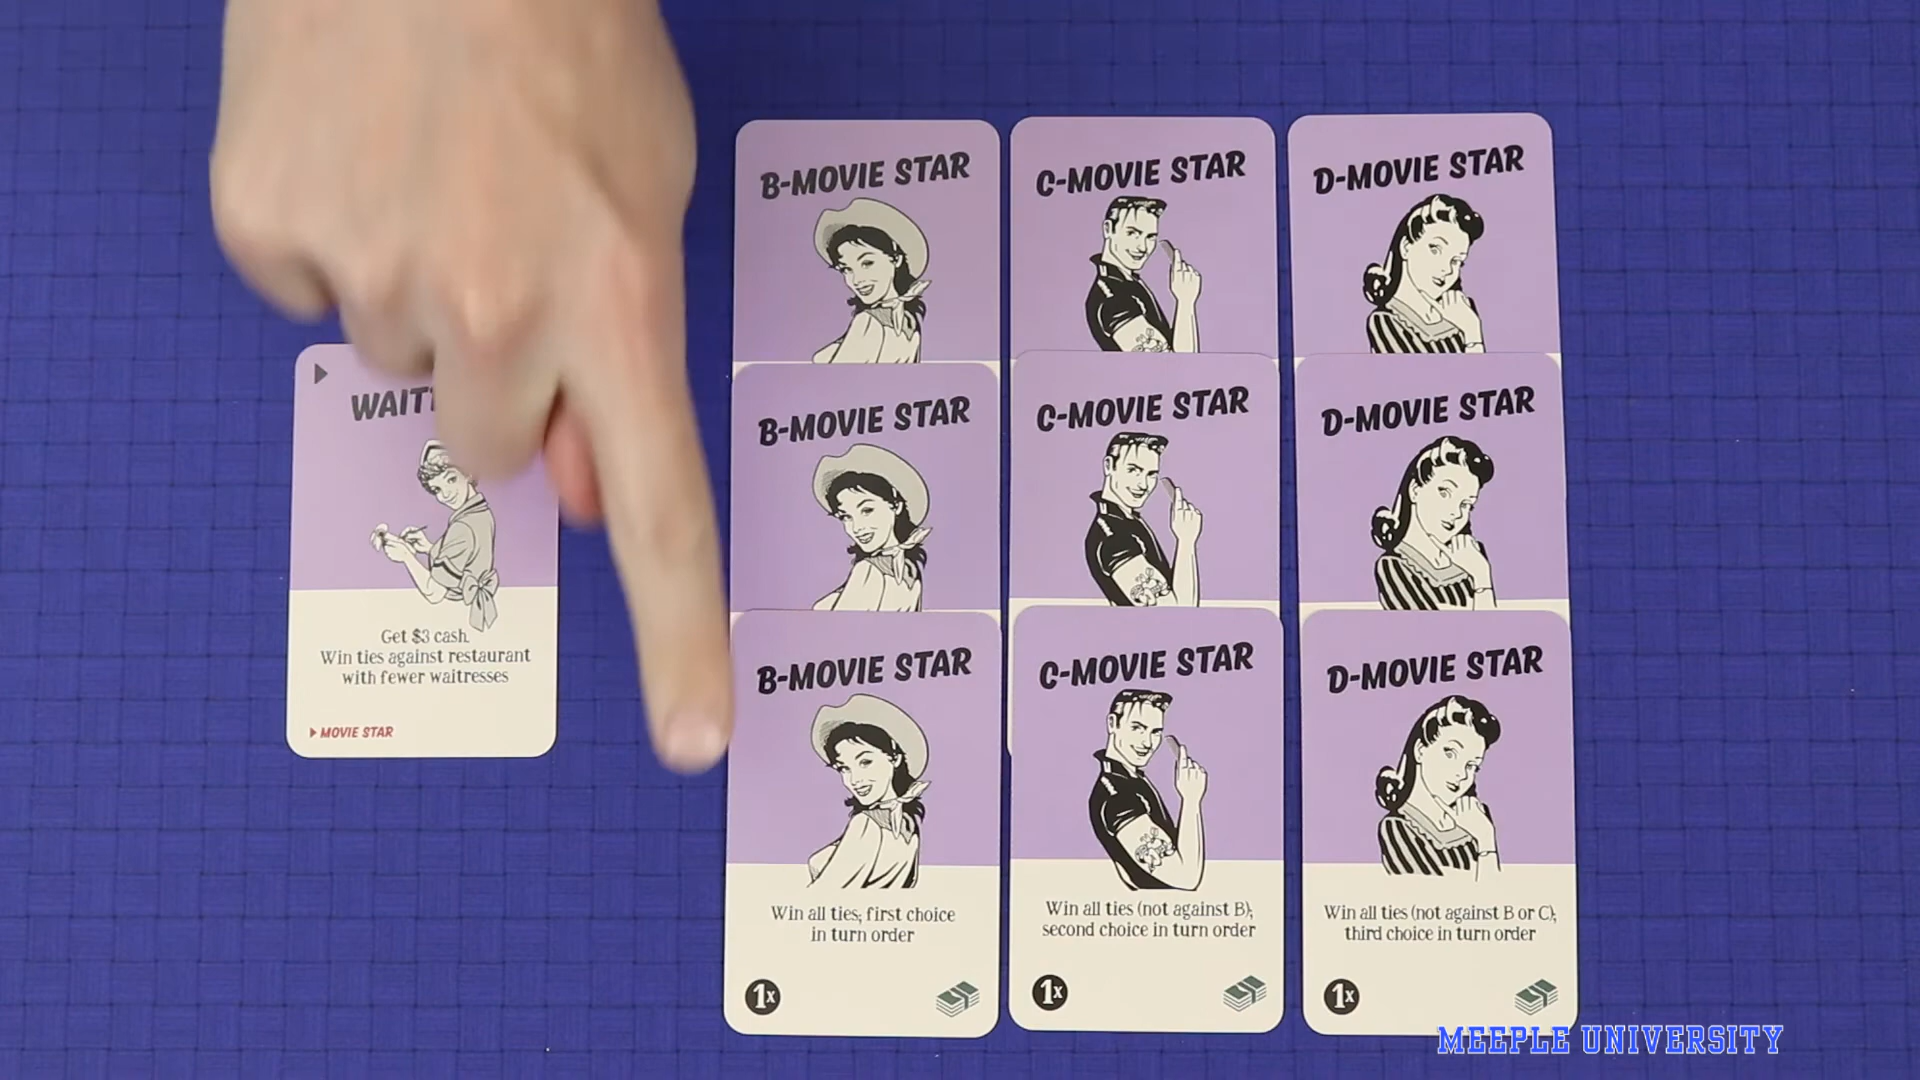 B-MOVIE STAR
C-MOVIE STAR
D-MOVIE STAR
B-MOVIE STAR
C-MOVIE STAR
D-MOVIE STAR
Get $3 cash.
Win ties against restaurant
with fewer waitresses
MOVIE STAR
B-MOVIE STAR
Win all ties; first choice
in turn order
1x
C-MOVIE STAR
Win all ties (not against B);
second choice in turn order
1x
D-MOVIE STAR
Win all ties (not against B or C);
third choice in turn order
1x
MEEPLE UNIVERSITY